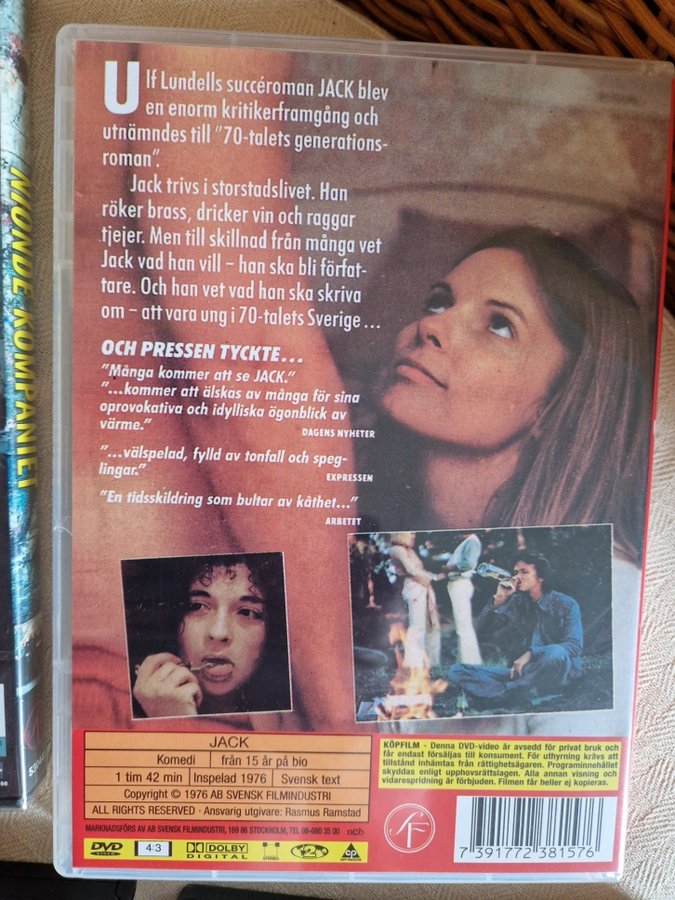 NIONDE KOMPANIET
Ulf Lundells succéroman JACK blev
en enorm kritikerframgång och
utnämndes till "70-talets generations-
roman".
Jack trivs i storstadslivet. Han
röker brass, dricker vin och raggar
tjejer. Men till skillnad från många vet
Jack vad han vill – han ska bli förfat-
tare. Och han vet vad han ska skriva
om – att vara ung i 70-talets Sverige ...
OCH PRESSEN TYCKTE...
"Många kommer att se JACK."
"...kommer att älskas av många för sina
oprovokativa och idylliska ögonblick av
värme."
DAGENS NYHETER
"...välspelad, fylld av tonfall och speg-
lingar."
EXPRESSEN
"En tidsskildring som bultar av kåthet..."
ARBETET
JACK
Komedi från 15 år på bio
1 tim 42 min Inspelad 1976 Svensk text
Copyright © 1976 AB SVENSK FILMINDUSTRI
ALL RIGHTS RESERVED - Ansvarig utgivare: Rasmus Ramstad
MARKNADSFÖRS AV AB SVENSK FILMINDUSTRI, 169 86 STOCKHOLM, TEL 08-680 35 00 ncb
DVD VIDEO 4:3 DOLBY DIGITAL 2
KÖPFILM - Denna DVD-video är avsedd för privat bruk och
får endast försäljas till konsument. För uthyrning krävs att
tillstånd inhämtas från rättighetsägaren. Programinnehållet
skyddas enligt upphovsrättslagen. Alla annan visning och
vidarespridning är förbjuden. Filmen får heller ej kopieras.
SF
7 391772 381576